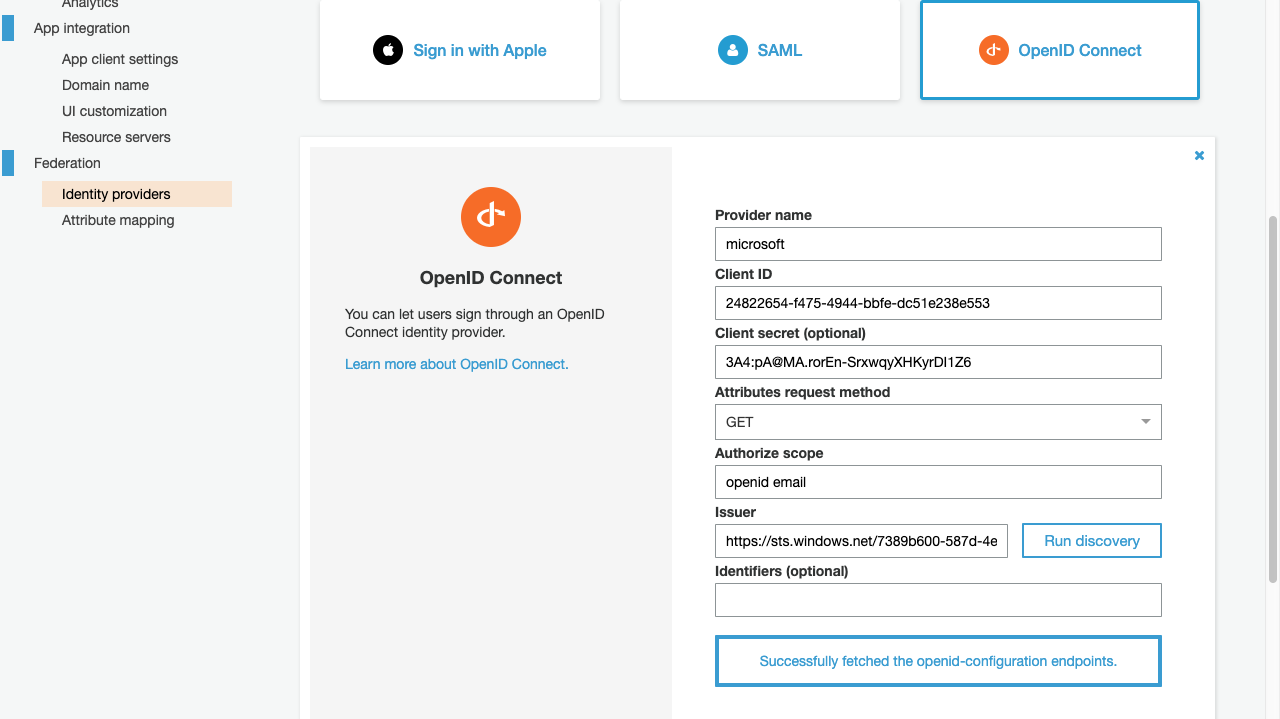 Analytics
App integration
App client settings
Domain name
UI customization
Resource servers
Federation
Identity providers
Attribute mapping
Sign in with Apple
SAML
OpenID Connect
OpenID Connect
You can let users sign through an OpenID
Connect identity provider.
Learn more about OpenID Connect.
Provider name
microsoft
Client ID
24822654-f475-4944-bbfe-dc51e238e553
Client secret (optional)
3A4:pA@MA.rorEn-SrxwqyXHKyrDI1Z6
Attributes request method
GET
Authorize scope
openid email
Issuer
https://sts.windows.net/7389b600-587d-4e
Run discovery
Identifiers (optional)
Successfully fetched the openid-configuration endpoints.